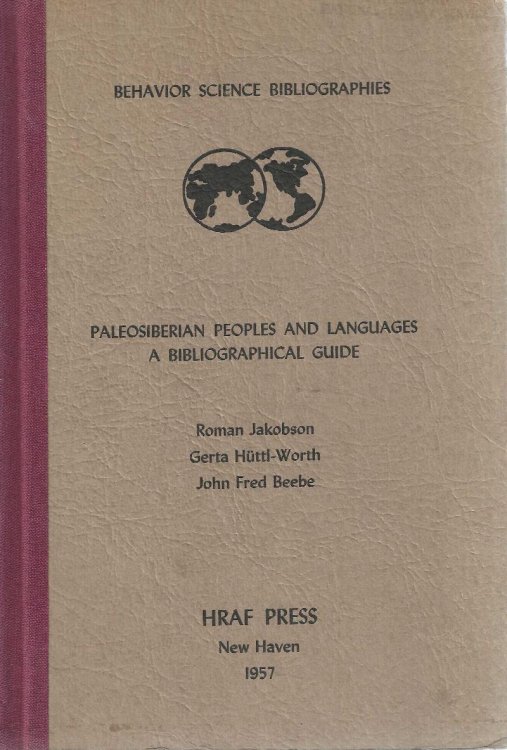 BEHAVIOR SCIENCE BIBLIOGRAPHIES
PALEOSIBERIAN PEOPLES AND LANGUAGES
A BIBLIOGRAPHICAL GUIDE
Roman Jakobson
Gerta Hüttl-Worth
John Fred Beebe
HRAF PRESS
New Haven
1957